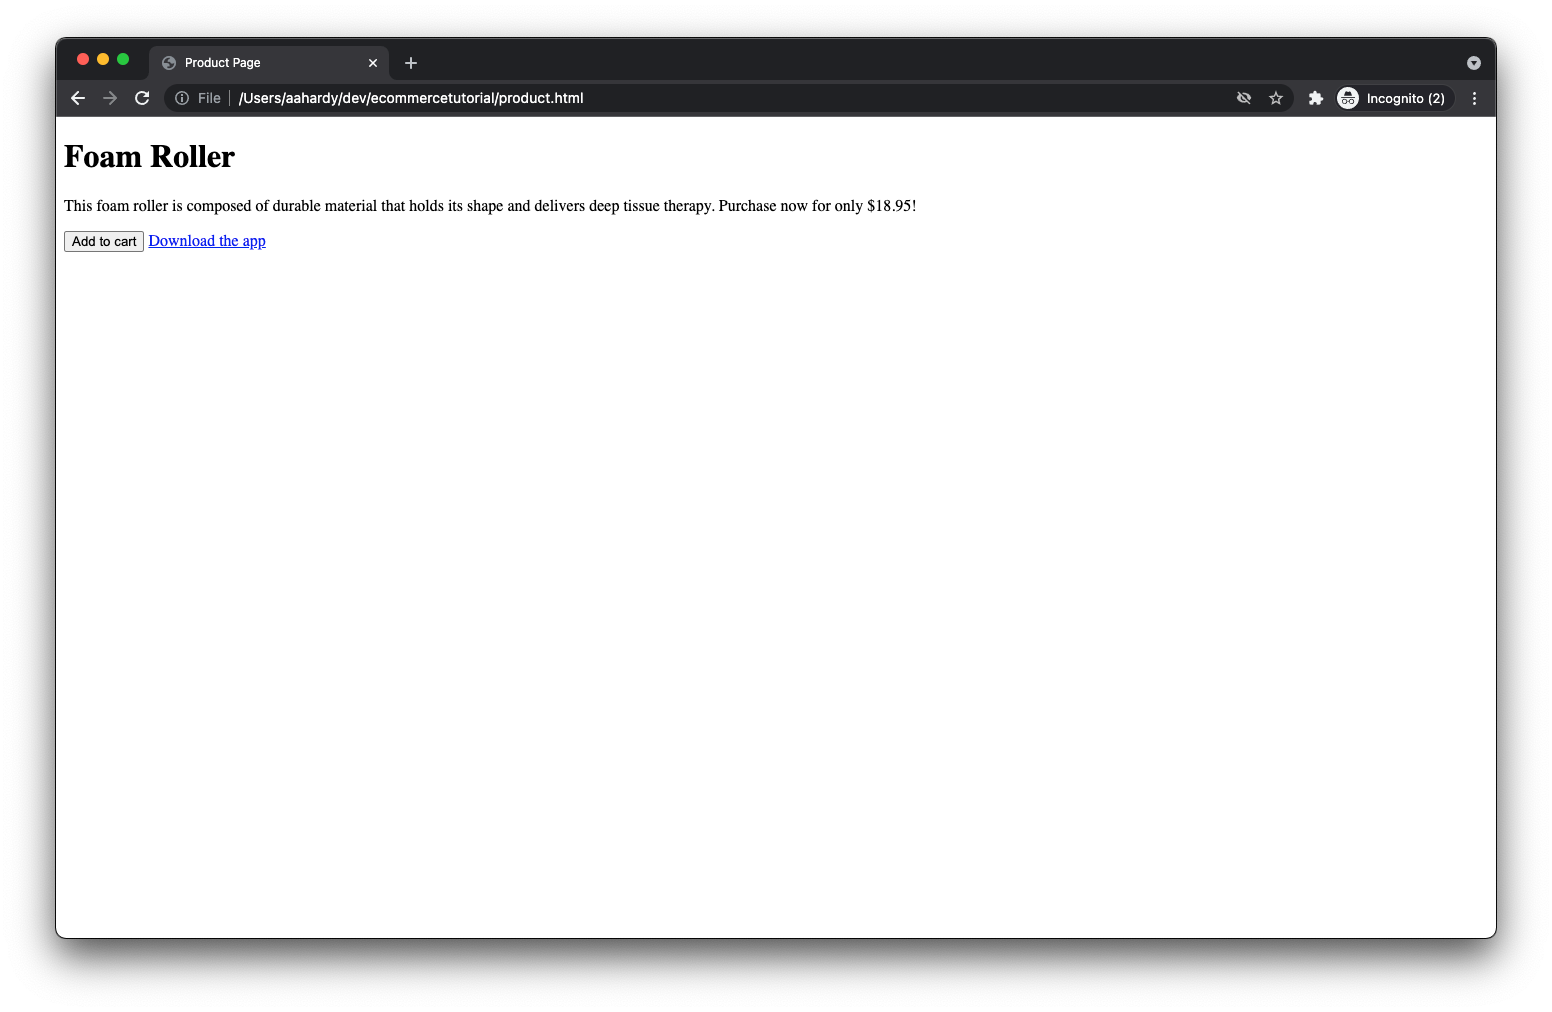 Product Page
File /Users/aahardy/dev/ecommercetutorial/product.html
Incognito (2)
Foam Roller
This foam roller is composed of durable material that holds its shape and delivers deep tissue therapy. Purchase now for only $18.95!
Add to cart Download the app